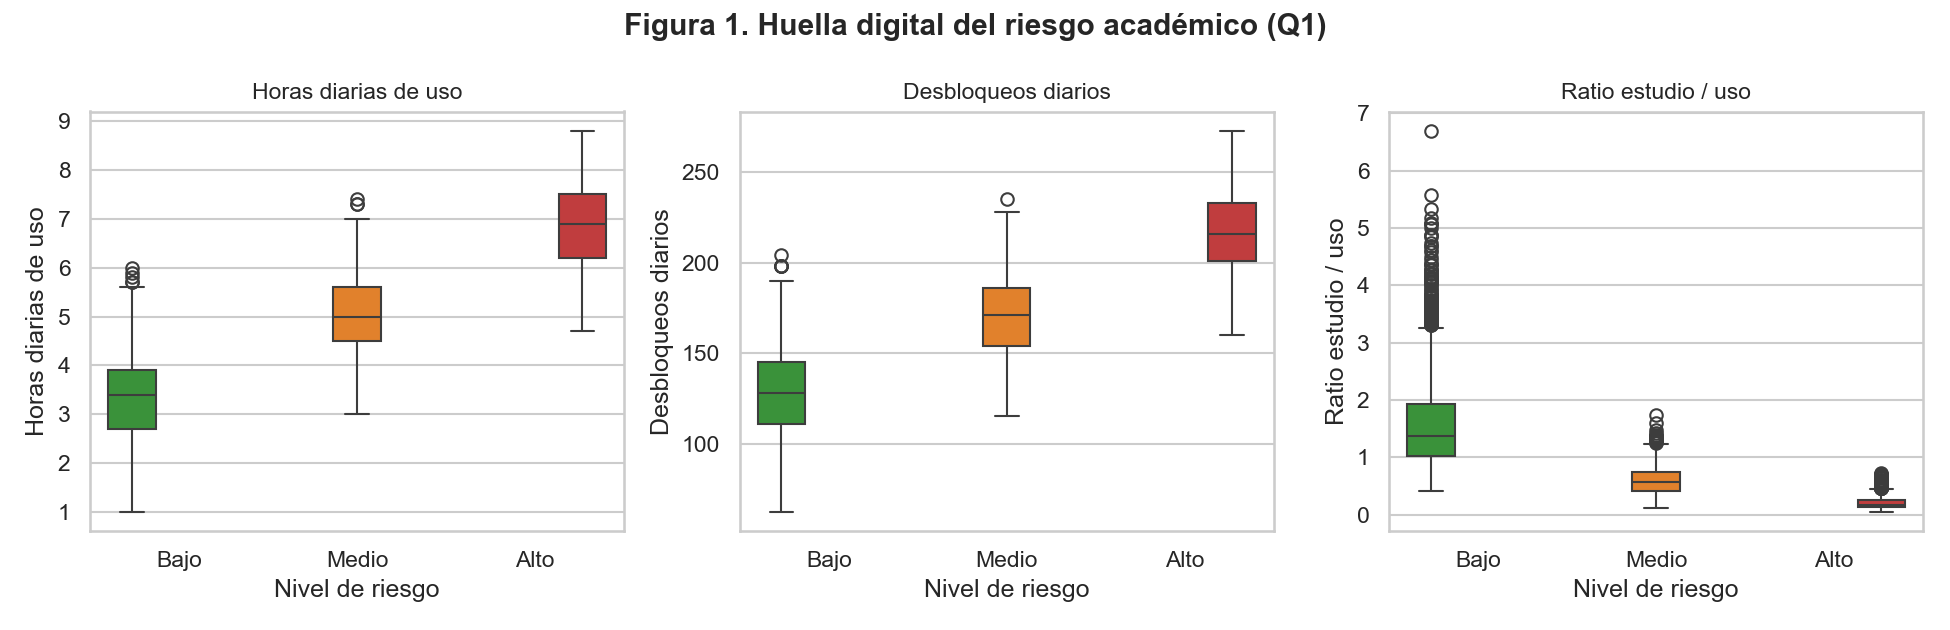 Figura 1. Huella digital del riesgo académico (Q1)
Horas diarias de uso
Horas diarias de uso
9
8
7
6
5
4
3
2
1
Bajo Medio Alto
Nivel de riesgo
Desbloqueos diarios
Desbloqueos diarios
250
200
150
100
Bajo Medio Alto
Nivel de riesgo
Ratio estudio / uso
Ratio estudio / uso
7
6
5
4
3
2
1
0
Bajo Medio Alto
Nivel de riesgo